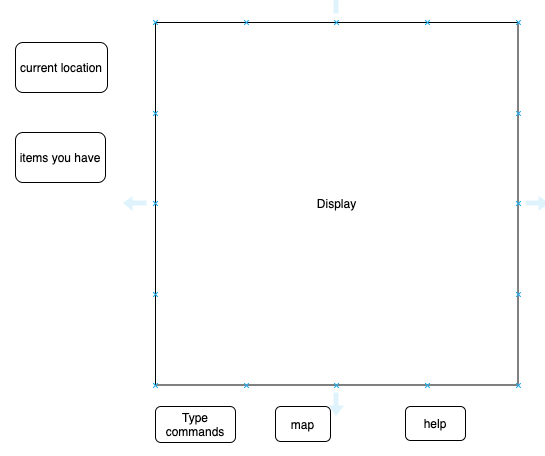 current location
items you have
Display
Type
commands
map
help